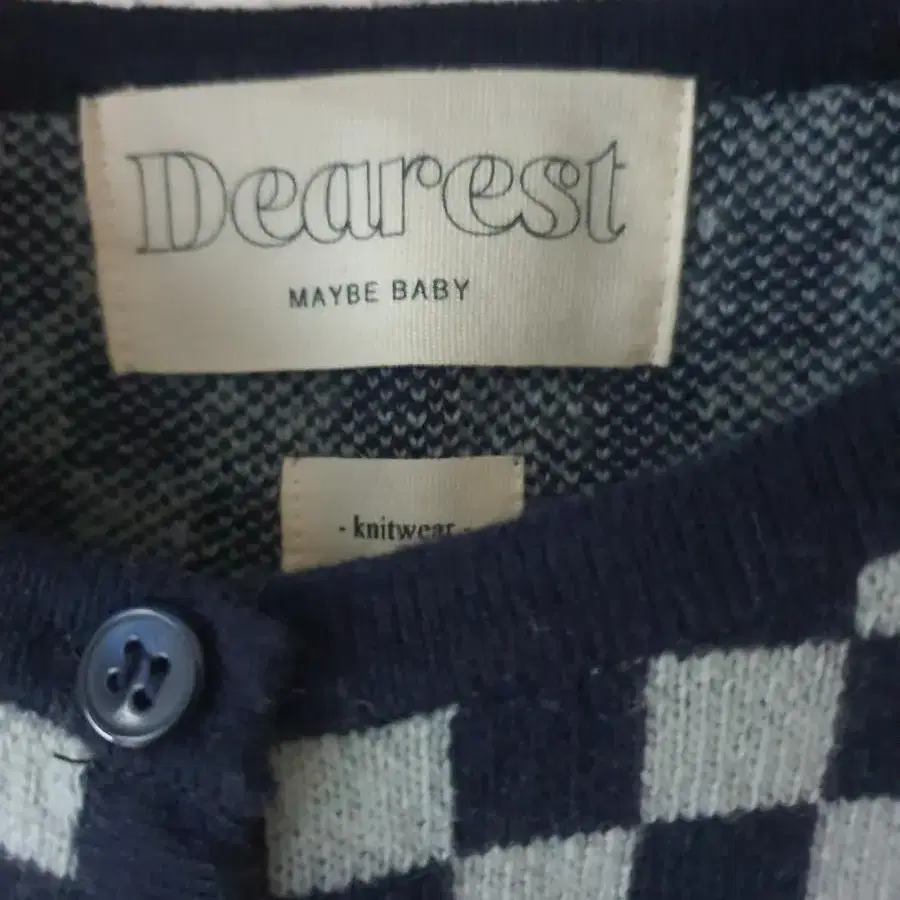 Dearest
MAYBE BABY
- knitwear -